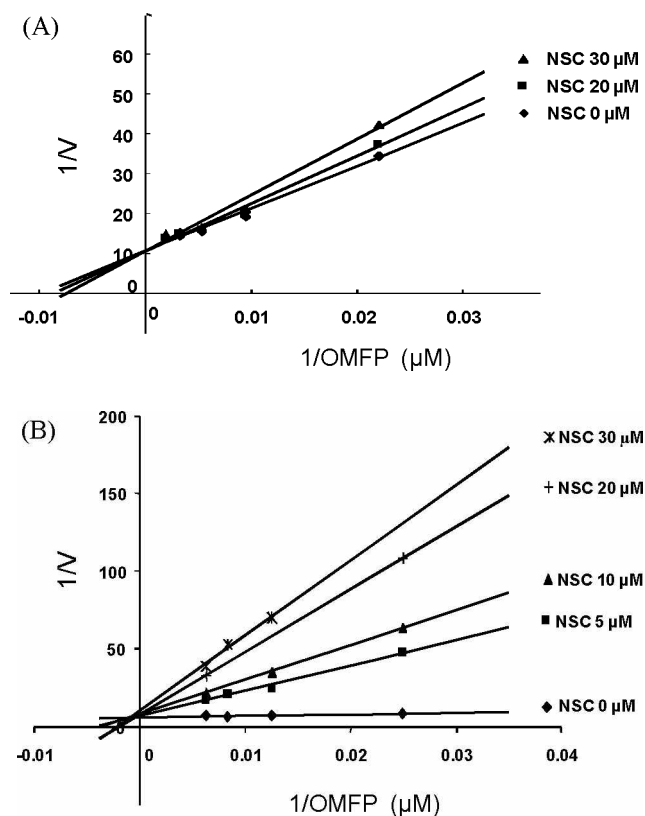 (A)
60
50
40
30
20
10
0
1/V
-0.01
0
0.01
0.02
0.03
1/OMFP (µM)
NSC 30 µM
NSC 20 µM
NSC 0 µM
(B)
200
150
100
50
0
1/V
-0.01
0
0.01
0.02
0.03
0.04
1/OMFP (µM)
NSC 30 µM
NSC 20 µM
NSC 10 µM
NSC 5 µM
NSC 0 µM